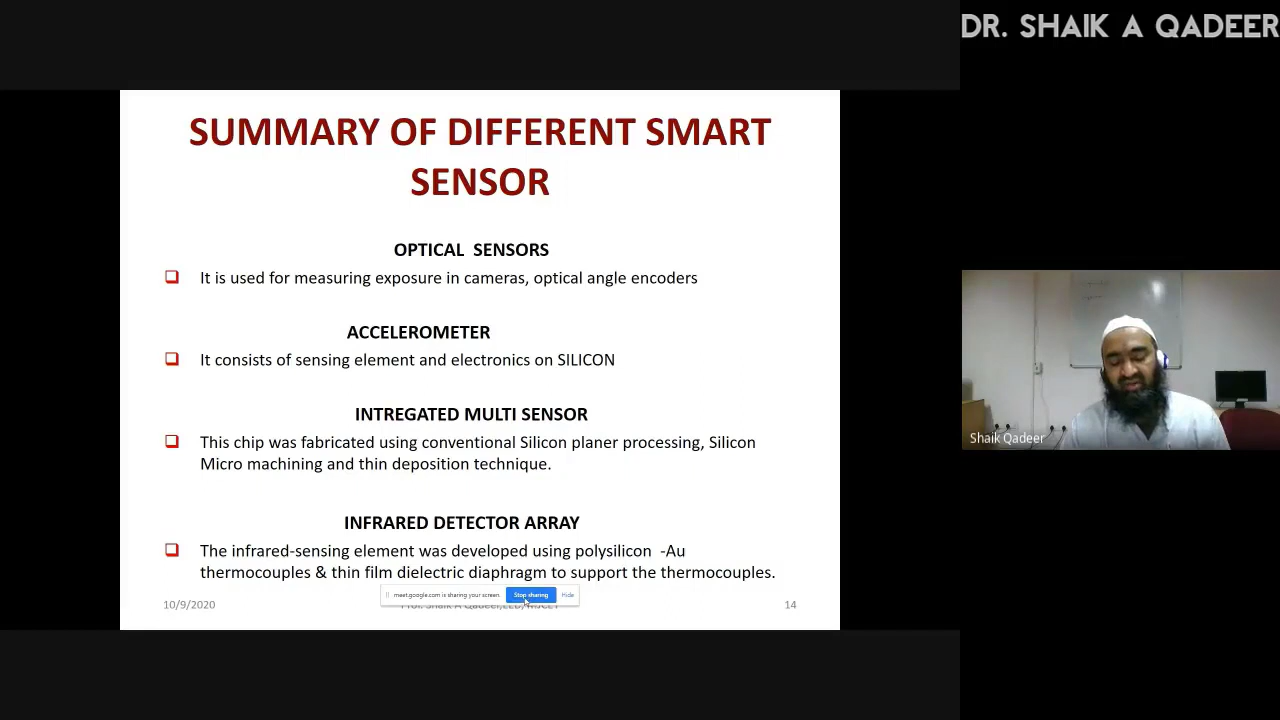 DR. SHAIK A QADEER
SUMMARY OF DIFFERENT SMART
SENSOR
OPTICAL SENSORS
❑ It is used for measuring exposure in cameras, optical angle encoders
ACCELEROMETER
❑ It consists of sensing element and electronics on SILICON
INTREGATED MULTI SENSOR
❑ This chip was fabricated using conventional Silicon planer processing, Silicon
Micro machining and thin deposition technique.
INFRARED DETECTOR ARRAY
❑ The infrared-sensing element was developed using polysilicon -Au
thermocouples & thin film dielectric diaphragm to support the thermocouples.
meet.google.com is sharing your screen. Stop sharing Hide
10/9/2020 Prof. Shaik A Qadeer, 14
Shaik Qadeer